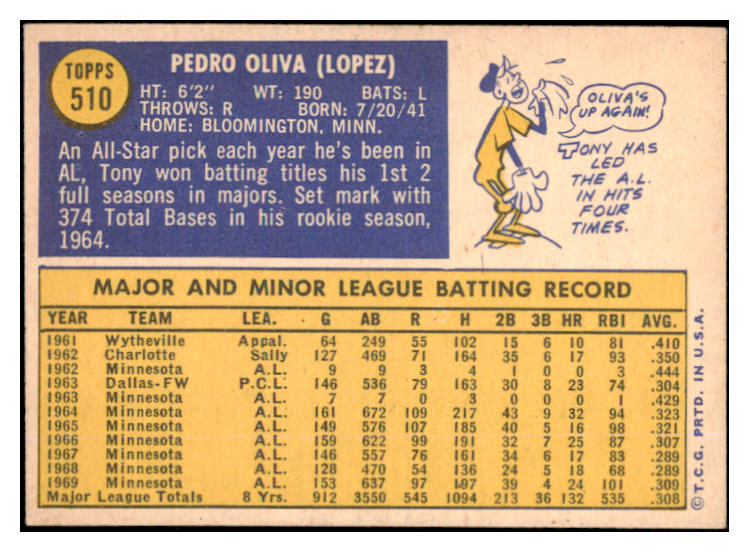 TOPPS
510
PEDRO OLIVA (LOPEZ)
HT: 6'2" WT: 190 BATS: L
THROWS: R BORN: 7/20/41
HOME: BLOOMINGTON, MINN.
An All-Star pick each year he's been in
AL, Tony won batting titles his 1st 2
full seasons in majors. Set mark with
374 Total Bases in his rookie season,
1964.
OLIVA'S
UP AGAIN!
TONY HAS
LED
THE A.L.
IN HITS
FOUR
TIMES.
MAJOR AND MINOR LEAGUE BATTING RECORD
YEAR TEAM LEA. G AB R H 2B 3B HR RBI AVG.
1961 Wytheville Appal. 64 249 55 102 15 6 10 81 .410
1962 Charlotte Sally 127 469 71 164 35 6 17 93 .350
1962 Minnesota A.L. 9 9 3 4 1 0 0 3 .444
1963 Dallas-FW P.C.L. 146 536 79 163 30 8 23 74 .304
1963 Minnesota A.L. 7 7 0 3 0 0 0 1 .429
1964 Minnesota A.L. 161 672 109 217 43 9 32 94 .323
1965 Minnesota A.L. 149 576 107 185 40 5 16 98 .321
1966 Minnesota A.L. 159 622 99 191 32 7 25 87 .307
1967 Minnesota A.L. 146 557 76 161 34 6 17 83 .289
1968 Minnesota A.L. 128 470 54 136 24 5 18 68 .289
1969 Minnesota A.L. 153 637 97 197 39 4 24 101 .309
Major League Totals 8 Yrs. 912 3550 545 1094 213 36 132 535 .308
© T.C.G. PRTD. IN U.S.A.